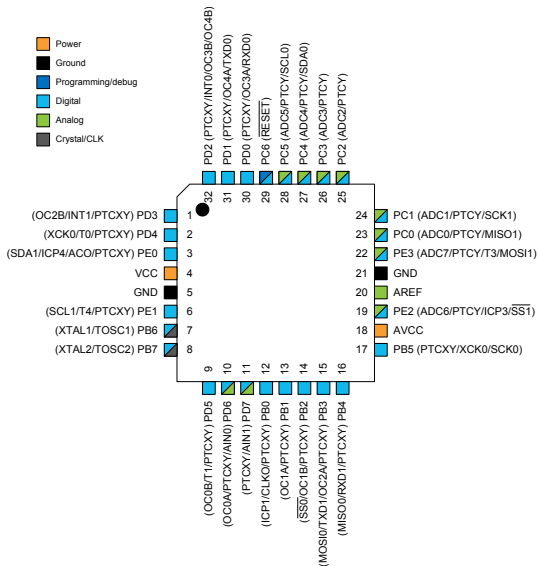 Power
Ground
Programming/debug
Digital
Analog
Crystal/CLK
PD2 (PTCXY/INT0/OC3B/OC4B)
PD1 (PTCXY/OC4A/TXD0)
PD0 (PTCXY/OC3A/RXD0)
PC6 (RESET)
PC5 (ADC5/PTCY/SCL0)
PC4 (ADC4/PTCY/SDA0)
PC3 (ADC3/PTCY)
PC2 (ADC2/PTCY)
32
31
30
29
28
27
26
25
(OC2B/INT1/PTCXY) PD3 1
(XCK0/T0/PTCXY) PD4 2
(SDA1/ICP4/ACO/PTCXY) PE0 3
VCC 4
GND 5
(SCL1/T4/PTCXY) PE1 6
(XTAL1/TOSC1) PB6 7
(XTAL2/TOSC2) PB7 8
24 PC1 (ADC1/PTCY/SCK1)
23 PC0 (ADC0/PTCY/MISO1)
22 PE3 (ADC7/PTCY/T3/MOSI1)
21 GND
20 AREF
19 PE2 (ADC6/PTCY/ICP3/SS1)
18 AVCC
17 PB5 (PTCXY/XCK0/SCK0)
9
10
11
12
13
14
15
16
(OC0B/T1/PTCXY) PD5
(OC0A/PTCXY/AIN0) PD6
(PTCXY/AIN1) PD7
(ICP1/CLKO/PTCXY) PB0
(OC1A/PTCXY) PB1
(SS0/OC1B/PTCXY) PB2
(MOSI0/TXD1/OC2A/PTCXY) PB3
(MISO0/RXD1/PTCXY) PB4